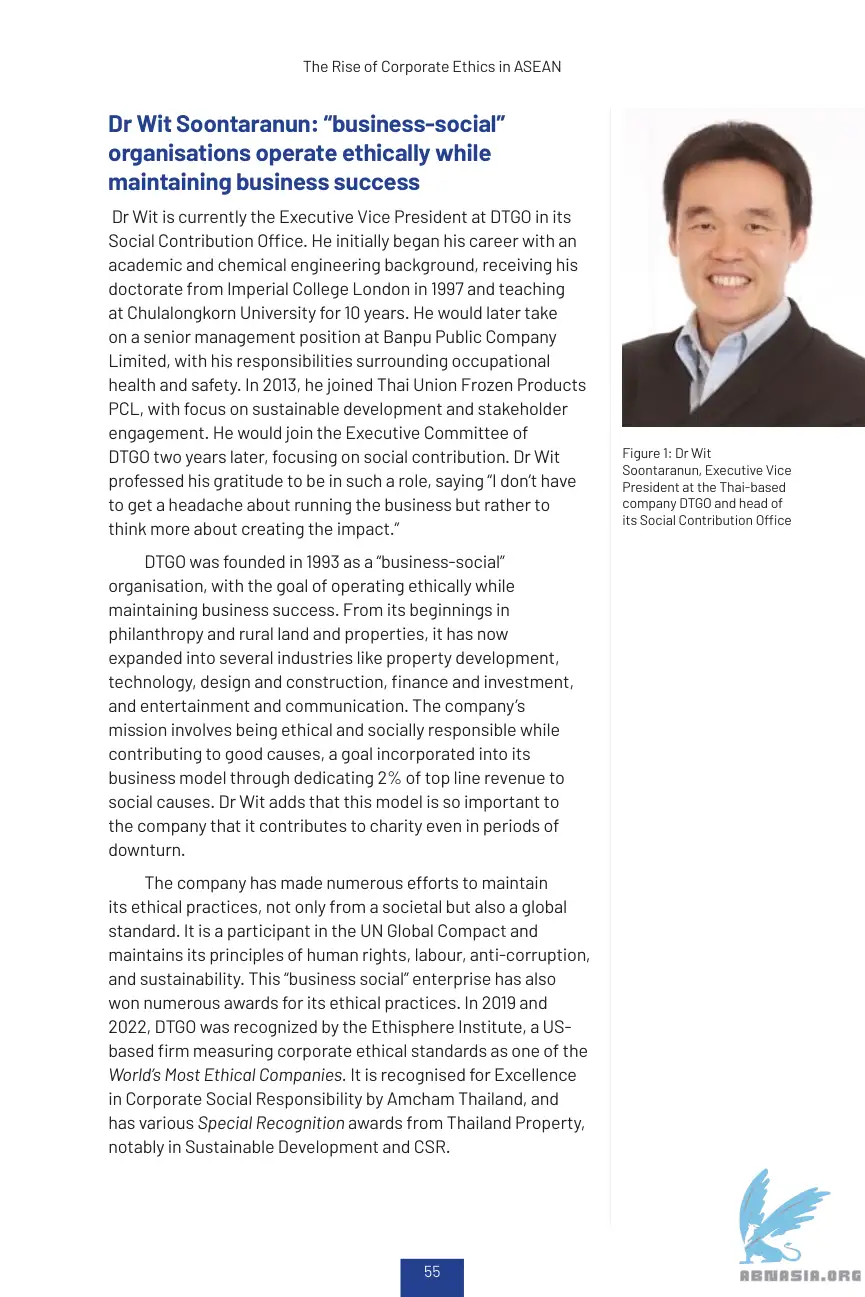 The Rise of Corporate Ethics in ASEAN
Dr Wit Soontaranun: “business-social”
organisations operate ethically while
maintaining business success
Dr Wit is currently the Executive Vice President at DTGO in its
Social Contribution Office. He initially began his career with an
academic and chemical engineering background, receiving his
doctorate from Imperial College London in 1997 and teaching
at Chulalongkorn University for 10 years. He would later take
on a senior management position at Banpu Public Company
Limited, with his responsibilities surrounding occupational
health and safety. In 2013, he joined Thai Union Frozen Products
PCL, with focus on sustainable development and stakeholder
engagement. He would join the Executive Committee of
DTGO two years later, focusing on social contribution. Dr Wit
professed his gratitude to be in such a role, saying “I don’t have
to get a headache about running the business but rather to
think more about creating the impact.”
DTGO was founded in 1993 as a “business-social”
organisation, with the goal of operating ethically while
maintaining business success. From its beginnings in
philanthropy and rural land and properties, it has now
expanded into several industries like property development,
technology, design and construction, finance and investment,
and entertainment and communication. The company’s
mission involves being ethical and socially responsible while
contributing to good causes, a goal incorporated into its
business model through dedicating 2% of top line revenue to
social causes. Dr Wit adds that this model is so important to
the company that it contributes to charity even in periods of
downturn.
The company has made numerous efforts to maintain
its ethical practices, not only from a societal but also a global
standard. It is a participant in the UN Global Compact and
maintains its principles of human rights, labour, anti-corruption,
and sustainability. This “business social” enterprise has also
won numerous awards for its ethical practices. In 2019 and
2022, DTGO was recognized by the Ethisphere Institute, a US-
based firm measuring corporate ethical standards as one of the
World’s Most Ethical Companies. It is recognised for Excellence
in Corporate Social Responsibility by Amcham Thailand, and
has various Special Recognition awards from Thailand Property,
notably in Sustainable Development and CSR.
Figure 1: Dr Wit
Soontaranun, Executive Vice
President at the Thai-based
company DTGO and head of
its Social Contribution Office
55
ABNASIA.ORG